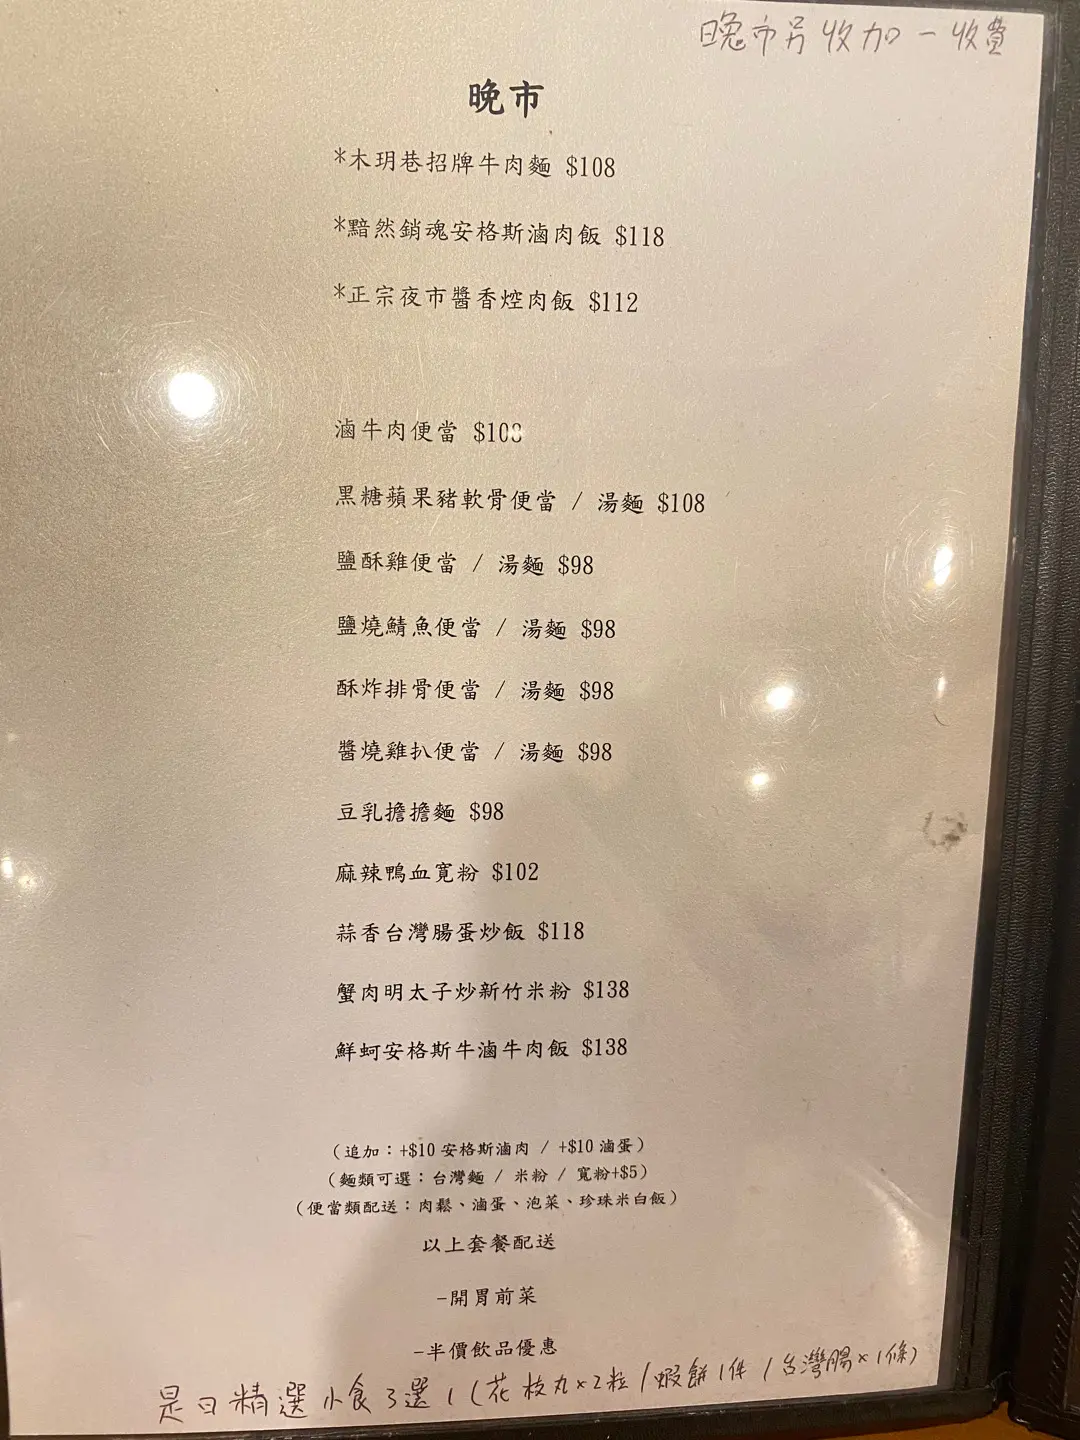 晚市另收加一收費
晚市
*木玥巷招牌牛肉麵 $108
*黯然銷魂安格斯滷肉飯 $118
*正宗夜市醬香焢肉飯 $112
滷牛肉便當 $108
黑糖蘋果豬軟骨便當 / 湯麵 $108
鹽酥雞便當 / 湯麵 $98
鹽燒鯖魚便當 / 湯麵 $98
酥炸排骨便當 / 湯麵 $98
醬燒雞扒便當 / 湯麵 $98
豆乳擔擔麵 $98
麻辣鴨血寬粉 $102
蒜香台灣腸蛋炒飯 $118
蟹肉明太子炒新竹米粉 $138
鮮蚵安格斯牛滷牛肉飯 $138
(追加：+$10 安格斯滷肉 / +$10 滷蛋)
(麵類可選：台灣麵 / 米粉 / 寬粉+$5)
(便當類配送：肉鬆、滷蛋、泡菜、珍珠米白飯)
以上套餐配送
-開胃前菜
-半價飲品優惠
是日精選小食3選1(花枝丸×2粒/蝦餅1件/台灣腸×1條)